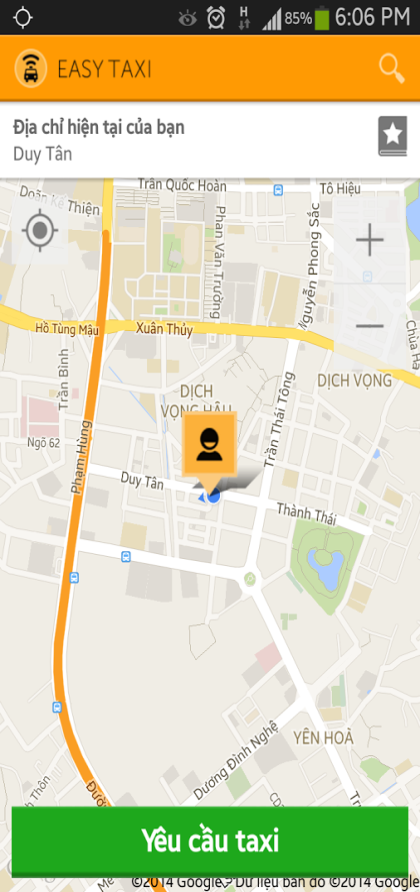 H 85% 6:06 PM
EASY TAXI
Địa chỉ hiện tại của bạn
Duy Tân
Trần Quốc Hoàn
Tô Hiệu
Doãn Kế Thiện
Phan Văn Trường
Nguyễn Phong Sắc
Hồ Tùng Mậu
Xuân Thủy
Chùa Hà
Trần Bình
DỊCH VỌNG
DỊCH
VỌNG HẬU
Trần Thái Tông
Ngõ 62
Phạm Hùng
Duy Tân
Thành Thái
Dương Đình Nghệ
YÊN HOÀ
Yêu cầu taxi
©2014 Google - Dữ liệu bản đồ ©2014 Google